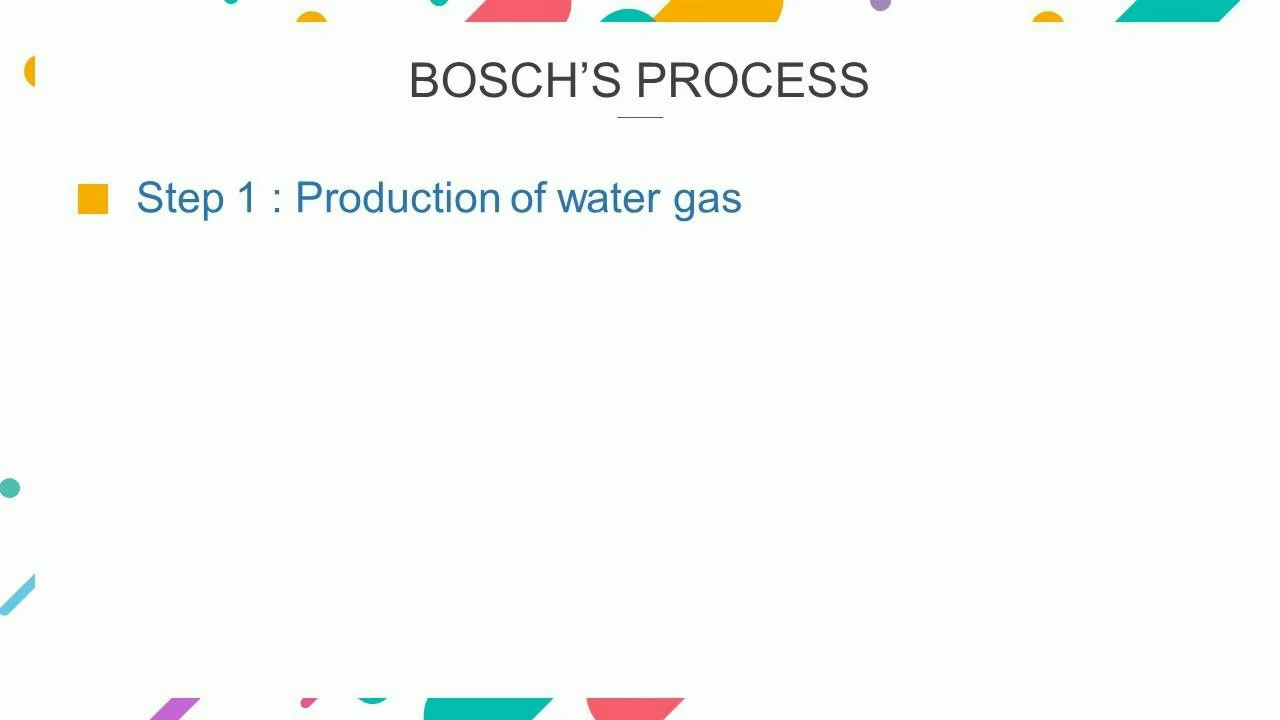 BOSCH’S PROCESS
Step 1 : Production of water gas